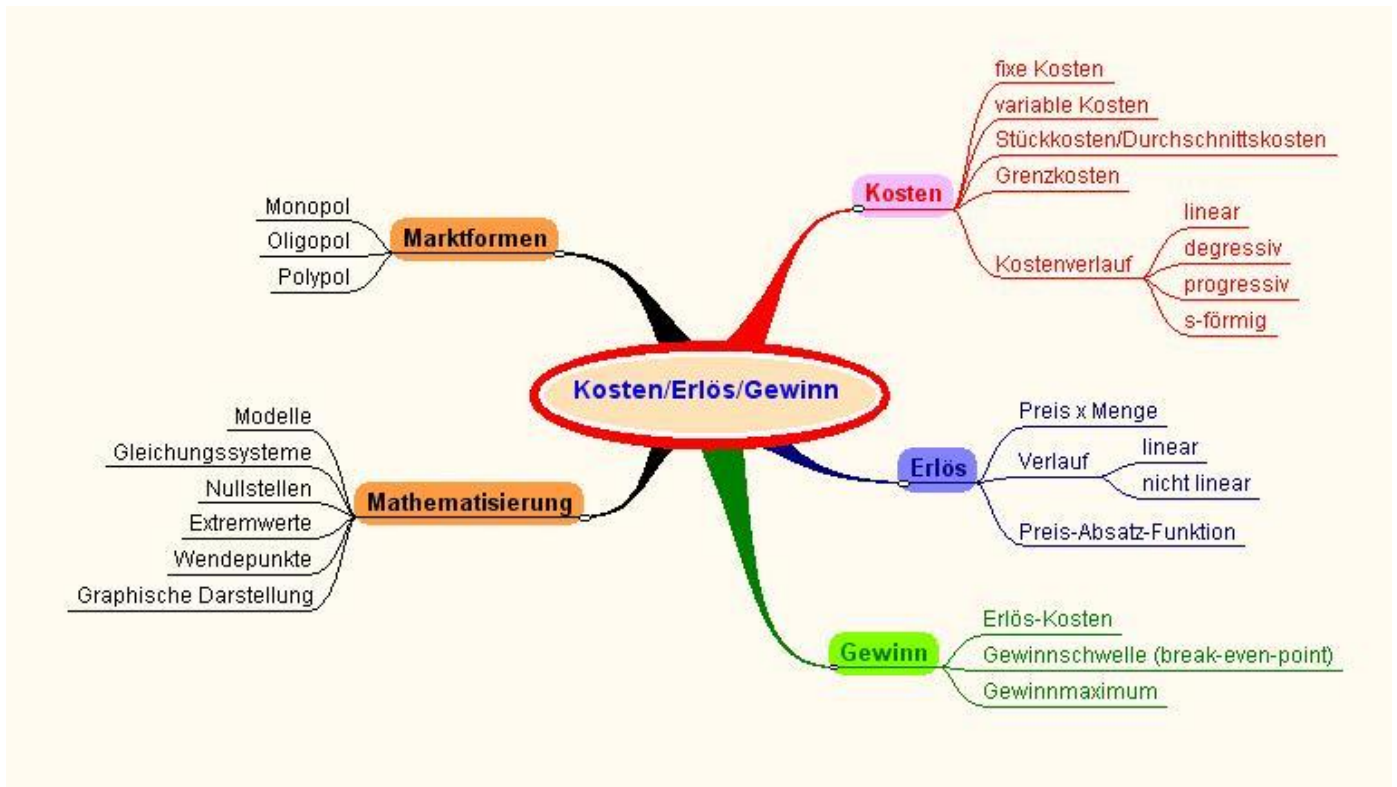 Kosten/Erlös/Gewinn
Kosten
fixe Kosten
variable Kosten
Stückkosten/Durchschnittskosten
Grenzkosten
Kostenverlauf
linear
degressiv
progressiv
s-förmig
Erlös
Preis x Menge
Verlauf
linear
nicht linear
Preis-Absatz-Funktion
Gewinn
Erlös-Kosten
Gewinnschwelle (break-even-point)
Gewinnmaximum
Marktformen
Monopol
Oligopol
Polypol
Mathematisierung
Modelle
Gleichungssysteme
Nullstellen
Extremwerte
Wendepunkte
Graphische Darstellung